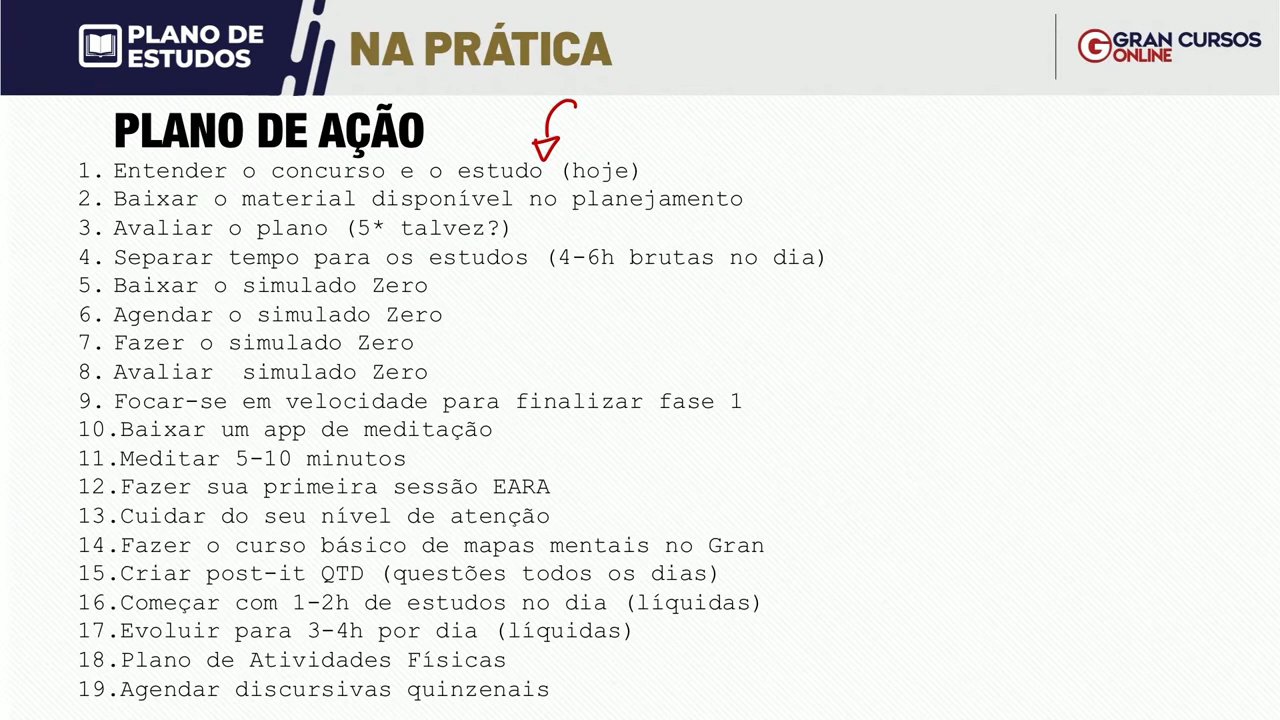 PLANO DE
ESTUDOS
NA PRÁTICA
GRAN CURSOS
ONLINE
PLANO DE AÇÃO
1. Entender o concurso e o estudo (hoje)
2. Baixar o material disponível no planejamento
3. Avaliar o plano (5* talvez?)
4. Separar tempo para os estudos (4-6h brutas no dia)
5. Baixar o simulado Zero
6. Agendar o simulado Zero
7. Fazer o simulado Zero
8. Avaliar  simulado Zero
9. Focar-se em velocidade para finalizar fase 1
10.Baixar um app de meditação
11.Meditar 5-10 minutos
12.Fazer sua primeira sessão EARA
13.Cuidar do seu nível de atenção
14.Fazer o curso básico de mapas mentais no Gran
15.Criar post-it QTD (questões todos os dias)
16.Começar com 1-2h de estudos no dia (líquidas)
17.Evoluir para 3-4h por dia (líquidas)
18.Plano de Atividades Físicas
19.Agendar discursivas quinzenais